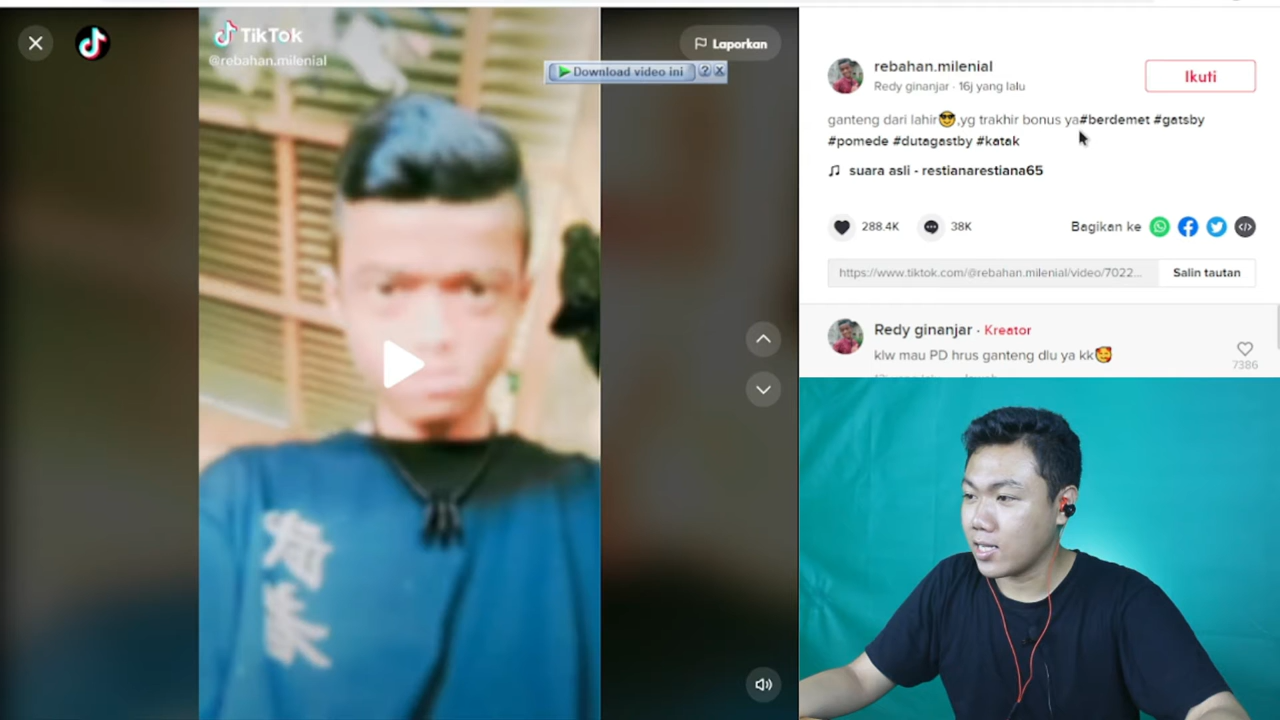 TikTok
@rebahan.milenial
Laporkan
Download video ini
rebahan.milenial
Redy ginanjar · 16j yang lalu
Ikuti
ganteng dari lahir😎,yg trakhir bonus ya#berdemet #gatsby
#pomede #dutagastby #katak
suara asli - restianarestiana65
288.4K
38K
Bagikan ke
https://www.tiktok.com/@rebahan.milenial/video/7022...
Salin tautan
Redy ginanjar · Kreator
klw mau PD hrus ganteng dlu ya kk🥰
7386